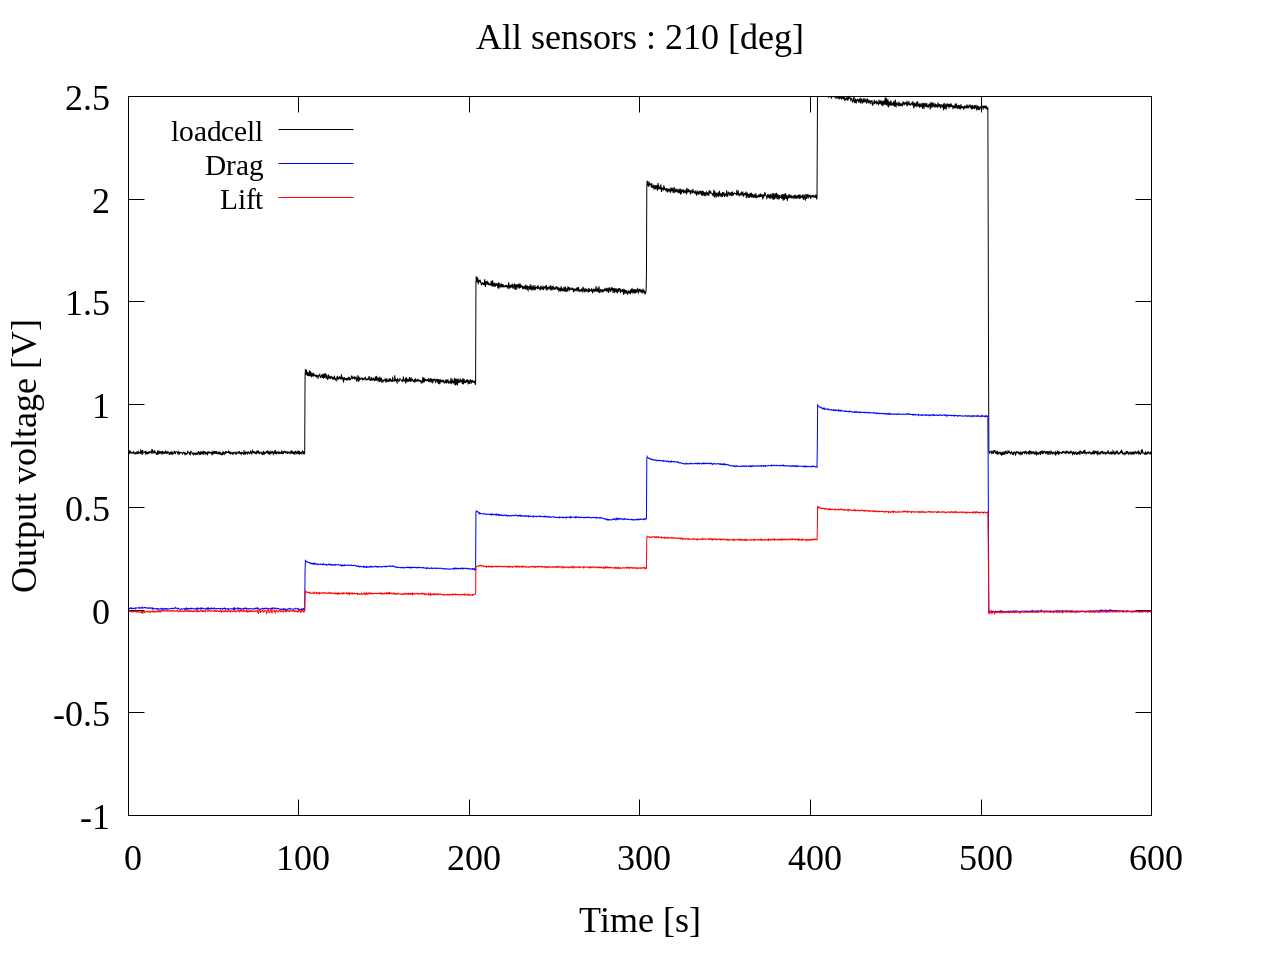 All sensors : 210 [deg]
2.5
2
1.5
1
0.5
0
-0.5
-1
Output voltage [V]
loadcell
Drag
Lift
0 100 200 300 400 500 600
Time [s]